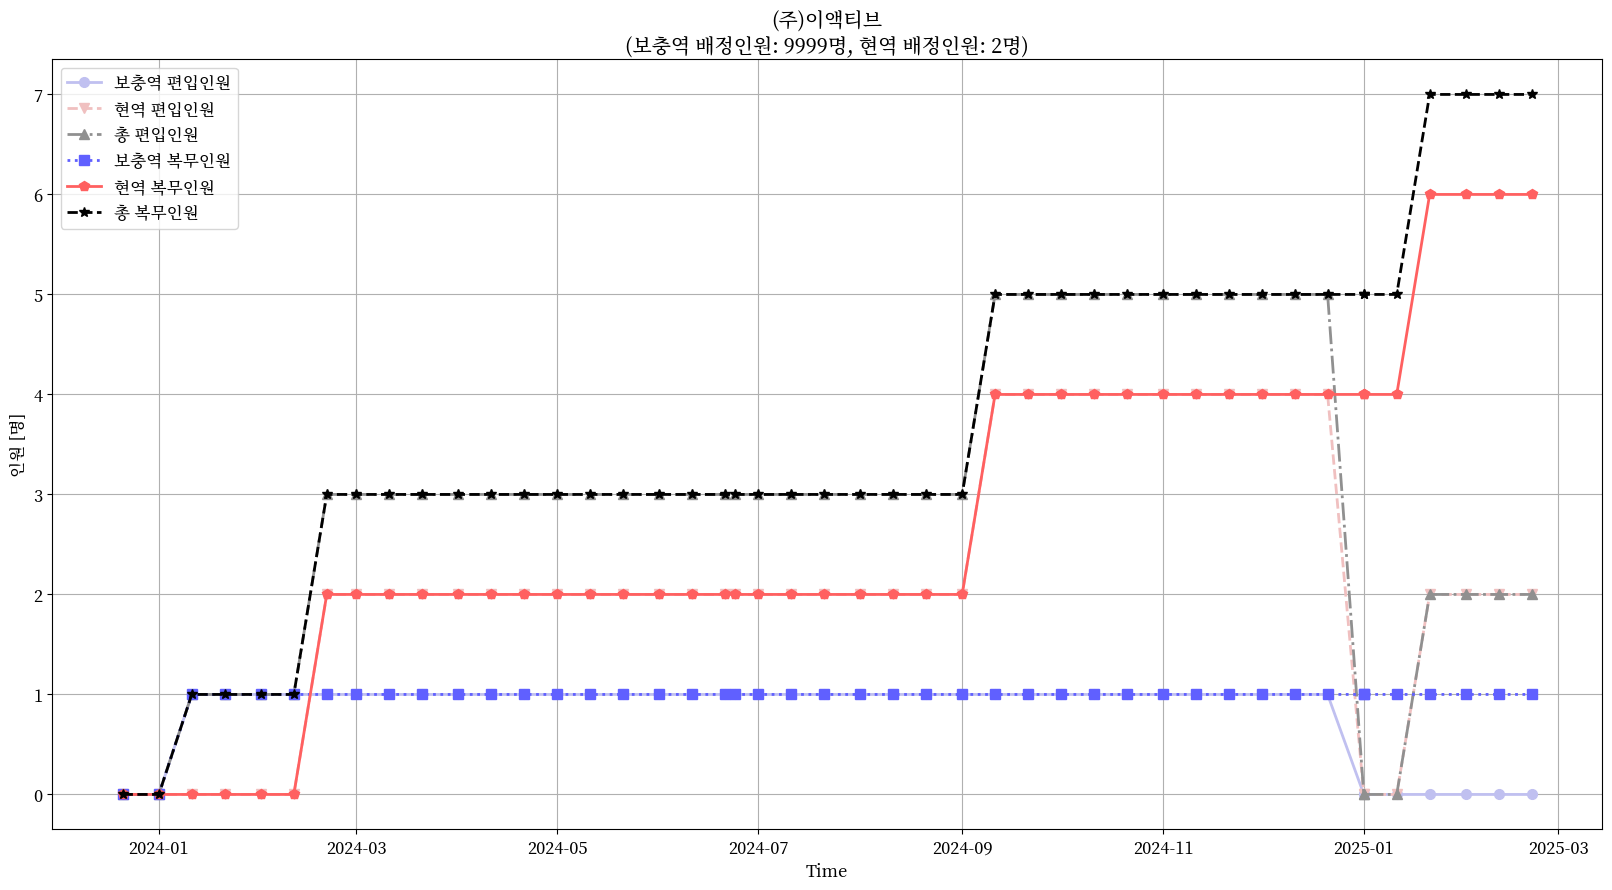 (주)이액티브
(보충역 배정인원: 9999명, 현역 배정인원: 2명)
보충역 편입인원
현역 편입인원
총 편입인원
보충역 복무인원
현역 복무인원
총 복무인원
인원 [명]
7
6
5
4
3
2
1
0
2024-01
2024-03
2024-05
2024-07
2024-09
2024-11
2025-01
2025-03
Time